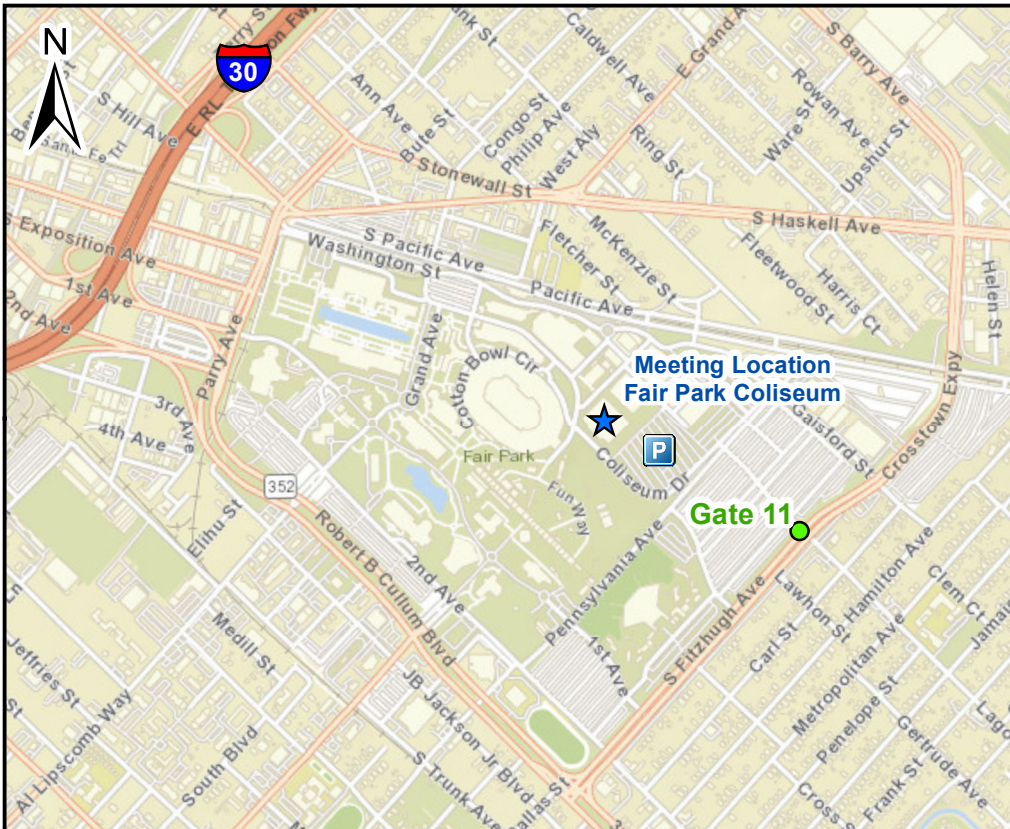 N
30
E RL
S Hill Ave
Santa Fe Trl
Ann Ave
Bute St
Caldwell Ave
E Grand Ave
S Barry Ave
Congo St
Philip Ave
West Aly
Ring St
Rowan Ave
Ware St
Upshur St
Stonewall St
S Haskell Ave
S Exposition Ave
1st Ave
2nd Ave
S Pacific Ave
Washington St
Fletcher St
McKenzie St
Pacific Ave
Fleetwood St
Harris Ct
Helen St
Parry Ave
Grand Ave
Cotton Bowl Cir
Meeting Location
Fair Park Coliseum
3rd Ave
4th Ave
Fair Park
P
Coliseum Dr
Gaisford St
Crosstown Expy
352
Fun Way
Gate 11
Elihu St
Robert B Cullum Blvd
2nd Ave
Pennsylvania Ave
1st Ave
S Fitzhugh Ave
Lawhon St
S Hamilton Ave
Clem Ct
Carl St
Metropolitan Ave
Medill St
Jeffries St
Al Lipscomb Way
South Blvd
JB Jackson Jr Blvd
S Trunk Ave
Penelope St
Gertrude Ave
Frank St